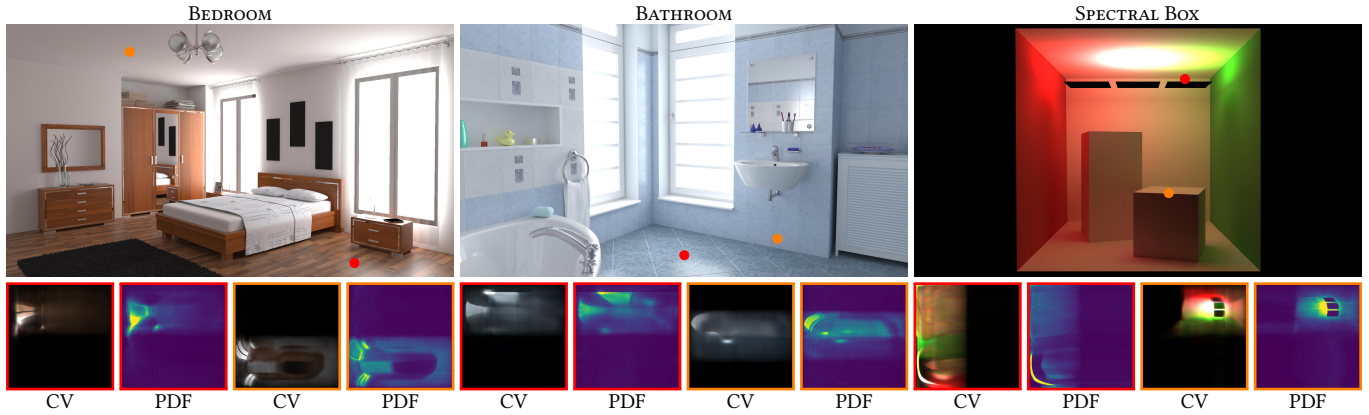 BEDROOM
BATHROOM
SPECTRAL BOX
CV PDF CV PDF CV PDF CV PDF CV PDF CV PDF